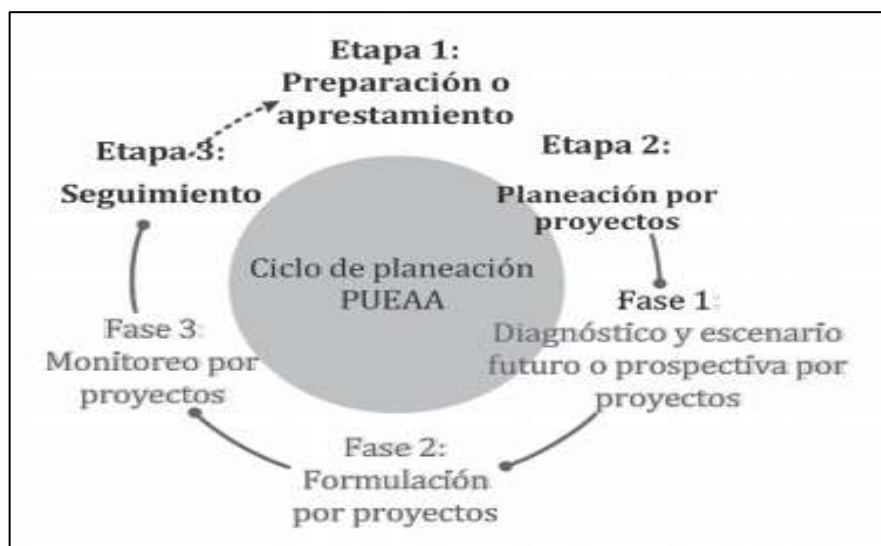 Etapa 1:
Preparación o
aprestamiento
Etapa 2:
Planeación por
proyectos
Fase 1:
Diagnóstico y escenario
futuro o prospectiva por
proyectos
Fase 2:
Formulación
por proyectos
Fase 3:
Monitoreo por
proyectos
Etapa 3:
Seguimiento
Ciclo de planeación
PUEAA